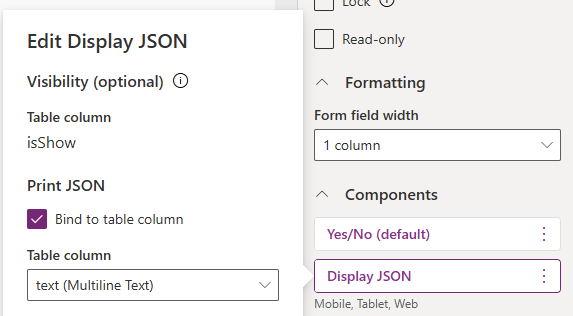 Edit Display JSON
Visibility (optional)
Table column
isShow
Print JSON
Bind to table column
Table column
text (Multiline Text)
Lock
Read-only
Formatting
Form field width
1 column
Components
Yes/No (default)
Display JSON
Mobile, Tablet, Web